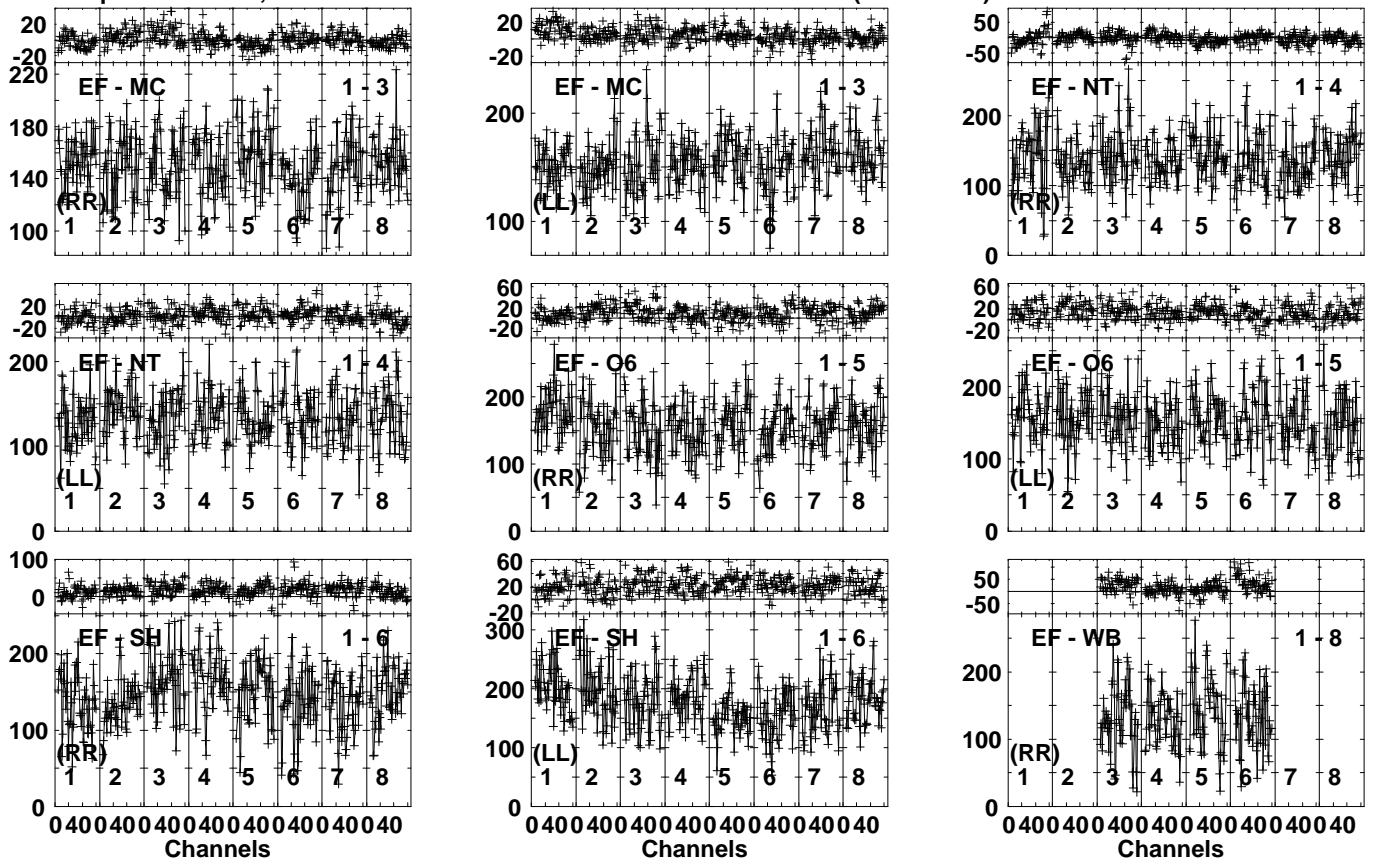 20 20 50
-20 -20 -50
220 EF - MC 1 - 3 EF - MC 1 - 3 EF - NT 1 - 4
180 200 200
140 100
(RR) (LL) (RR)
100 1 2 3 4 5 6 7 8 100 1 2 3 4 5 6 7 8 0 1 2 3 4 5 6 7 8
20 60 60
-20 20 20
-20 -20
200 EF - NT 1 - 4 EF - O6 1 - 5 EF - O6 1 - 5
100 200 200
(LL) 100 (RR) 100 (LL)
1 2 3 4 5 6 7 8 1 2 3 4 5 6 7 8 1 2 3 4 5 6 7 8
0 0 0
100 60 50
0 20 -50
-20
EF - SH 1 - 6 300 EF - SH 1 - 6 EF - WB 1 - 8
200 200 200
100 100 100
(RR) (LL) (RR)
1 2 3 4 5 6 7 8 1 2 3 4 5 6 7 8 1 2 3 4 5 6 7 8
0 0 0
0 40 0 40 0 40 0 40 0 40 0 40 0 40 0 40 0 40 0 40 0 40 0 40 0 40 0 40 0 40 0 40 0 40 0 40 0 40 0 40 0 40 0 40 0 40 0 40
Channels Channels Channels